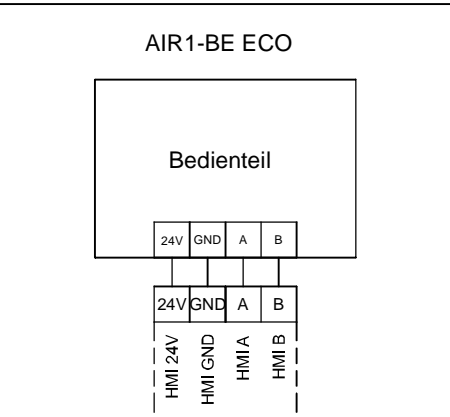 AIR1-BE ECO
Bedienteil
24V GND A B
24V GND A B
HMI 24V HMI GND HMI A HMI B